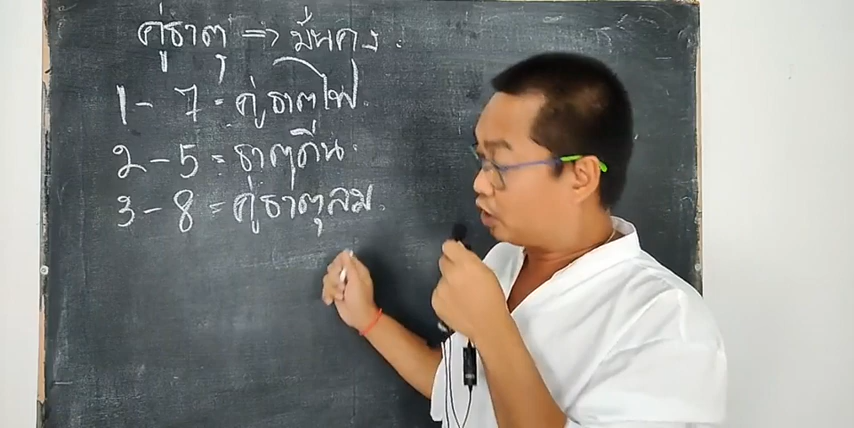 คู่ธาตุ => มั่นคง.
1 - 7 = คู่ธาตุไฟ.
2 - 5 = ธาตุดิน.
3 - 8 = คู่ธาตุลม.